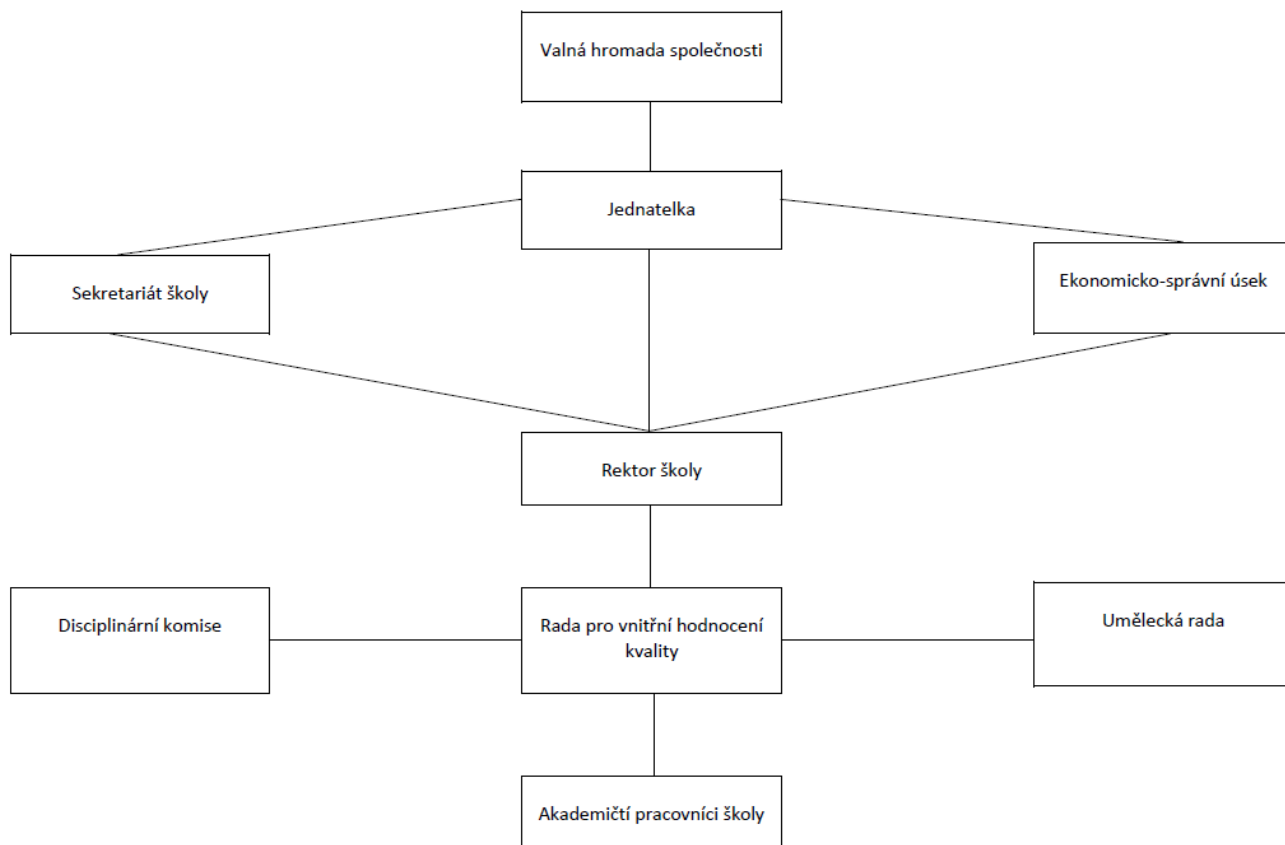 Valná hromada společnosti
Jednatelka
Sekretariát školy
Ekonomicko-správní úsek
Rektor školy
Disciplinární komise
Rada pro vnitřní hodnocení
kvality
Umělecká rada
Akademičtí pracovníci školy